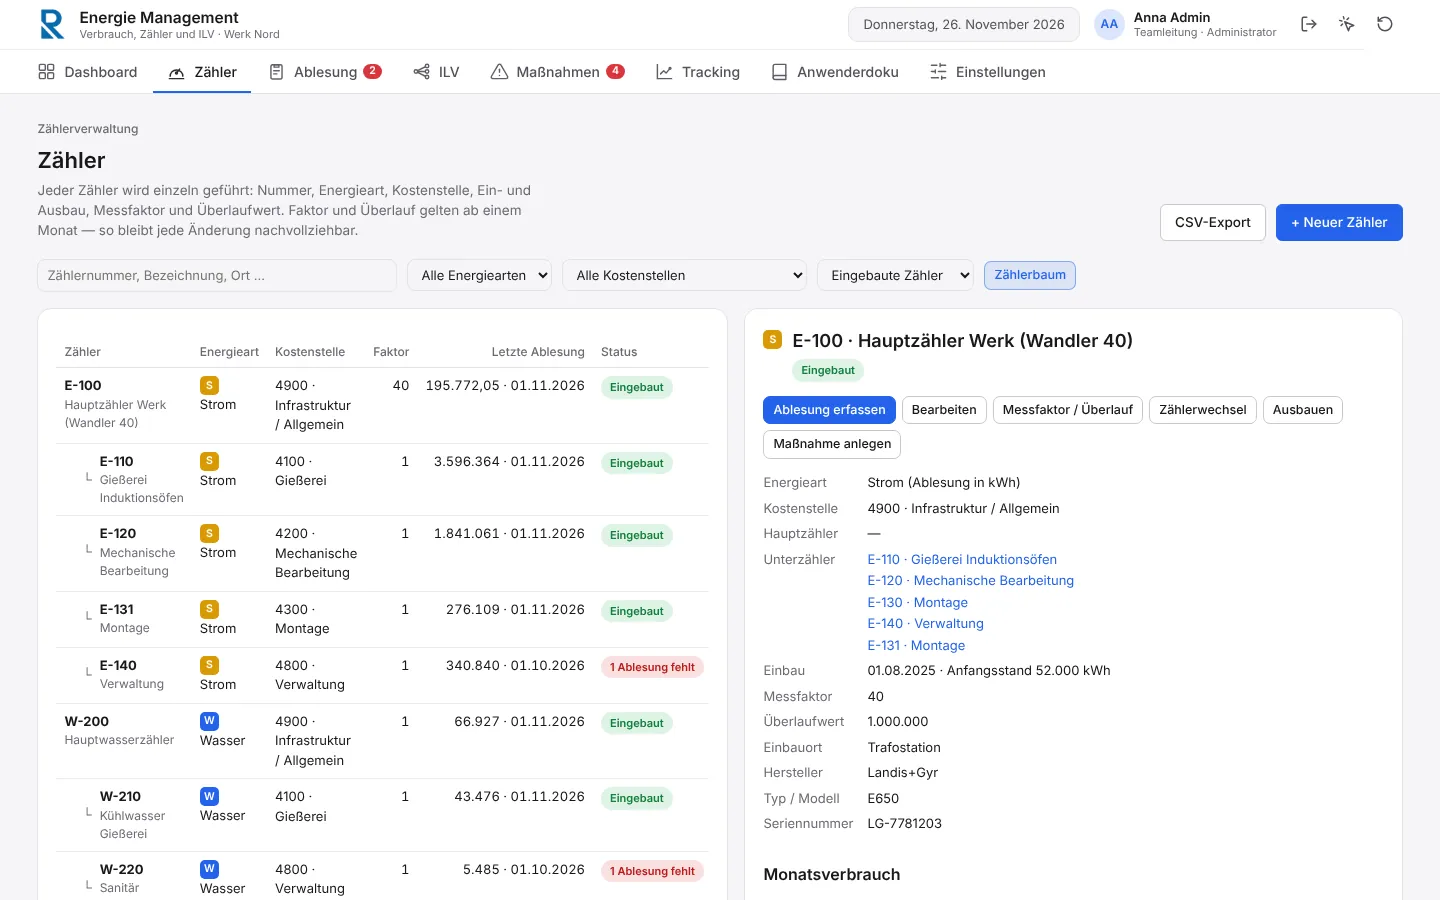 Energie Management
Verbrauch, Zähler und ILV · Werk Nord
Donnerstag, 26. November 2026
AA
Anna Admin
Teamleitung · Administrator
Dashboard
Zähler
Ablesung 2
ILV
Maßnahmen 4
Tracking
Anwenderdoku
Einstellungen
Zählerverwaltung
Zähler
Jeder Zähler wird einzeln geführt: Nummer, Energieart, Kostenstelle, Ein- und
Ausbau, Messfaktor und Überlaufwert. Faktor und Überlauf gelten ab einem
Monat — so bleibt jede Änderung nachvollziehbar.
CSV-Export
+ Neuer Zähler
Zählernummer, Bezeichnung, Ort ...
Alle Energiearten
Alle Kostenstellen
Eingebaute Zähler
Zählerbaum
Zähler Energieart Kostenstelle Faktor Letzte Ablesung Status
E-100 S 4900 · 40 195.772,05 · 01.11.2026 Eingebaut
Hauptzähler Werk Strom Infrastruktur
(Wandler 40) / Allgemein
E-110 S 4100 · 1 3.596.364 · 01.11.2026 Eingebaut
└ Gießerei Strom Gießerei
Induktionsöfen
E-120 S 4200 · 1 1.841.061 · 01.11.2026 Eingebaut
└ Mechanische Strom Mechanische
Bearbeitung Bearbeitung
E-131 S 4300 · 1 276.109 · 01.11.2026 Eingebaut
└ Montage Strom Montage
E-140 S 4800 · 1 340.840 · 01.10.2026 1 Ablesung fehlt
└ Verwaltung Strom Verwaltung
W-200 W 4900 · 1 66.927 · 01.11.2026 Eingebaut
Hauptwasserzähler Wasser Infrastruktur
/ Allgemein
W-210 W 4100 · 1 43.476 · 01.11.2026 Eingebaut
└ Kühlwasser Wasser Gießerei
Gießerei
W-220 W 4800 · 1 5.485 · 01.10.2026 1 Ablesung fehlt
└ Sanitär Wasser Verwaltung
S E-100 · Hauptzähler Werk (Wandler 40)
Eingebaut
Ablesung erfassen
Bearbeiten
Messfaktor / Überlauf
Zählerwechsel
Ausbauen
Maßnahme anlegen
Energieart Strom (Ablesung in kWh)
Kostenstelle 4900 · Infrastruktur / Allgemein
Hauptzähler —
Unterzähler E-110 · Gießerei Induktionsöfen
E-120 · Mechanische Bearbeitung
E-130 · Montage
E-140 · Verwaltung
E-131 · Montage
Einbau 01.08.2025 · Anfangsstand 52.000 kWh
Messfaktor 40
Überlaufwert 1.000.000
Einbauort Trafostation
Hersteller Landis+Gyr
Typ / Modell E650
Seriennummer LG-7781203
Monatsverbrauch